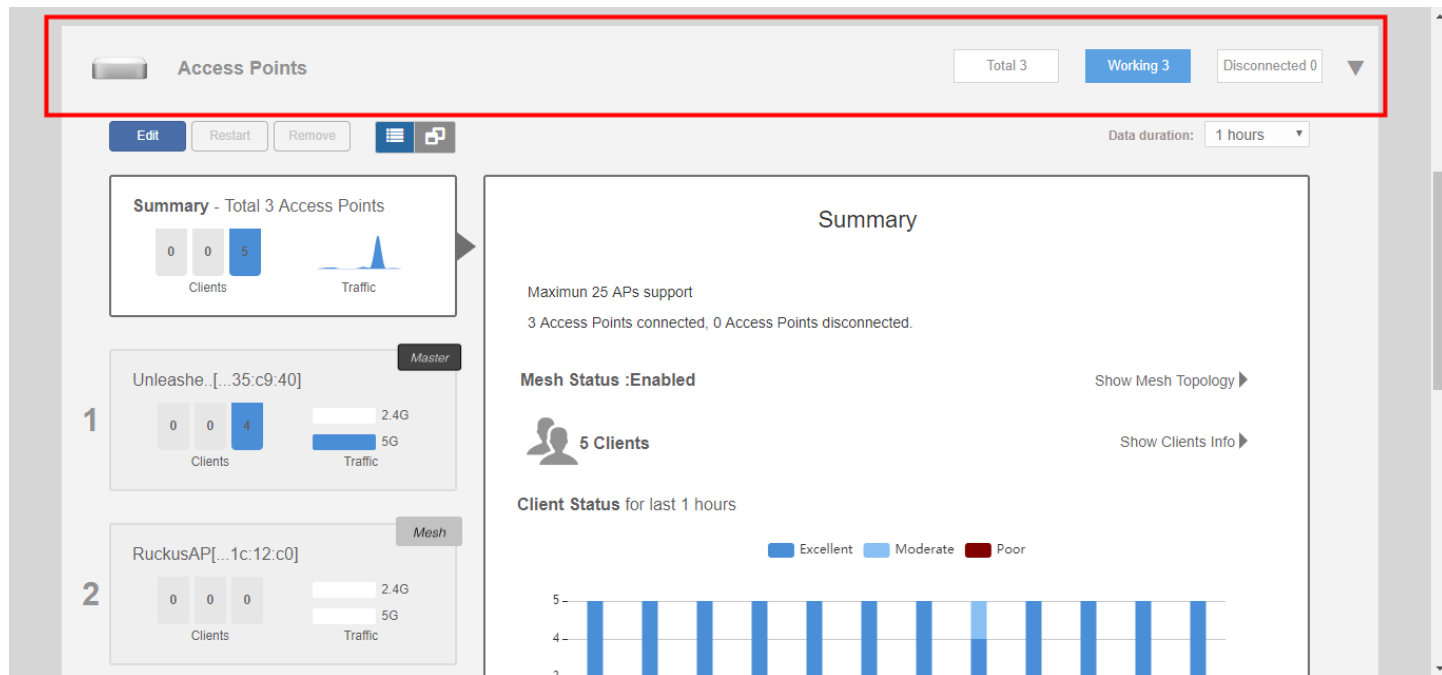 Access Points
Total 3
Working 3
Disconnected 0
Edit
Restart
Remove
Data duration:
1 hours
Summary - Total 3 Access Points
0 0 5
Clients
Traffic
Master
Unleashe..[...35:c9:40]
1
0 0 4
2.4G
5G
Clients
Traffic
Mesh
RuckusAP[...1c:12:c0]
2
0 0 0
2.4G
5G
Clients
Traffic
Summary
Maximun 25 APs support
3 Access Points connected, 0 Access Points disconnected.
Mesh Status :Enabled
Show Mesh Topology
5 Clients
Show Clients Info
Client Status for last 1 hours
Excellent
Moderate
Poor
5
4